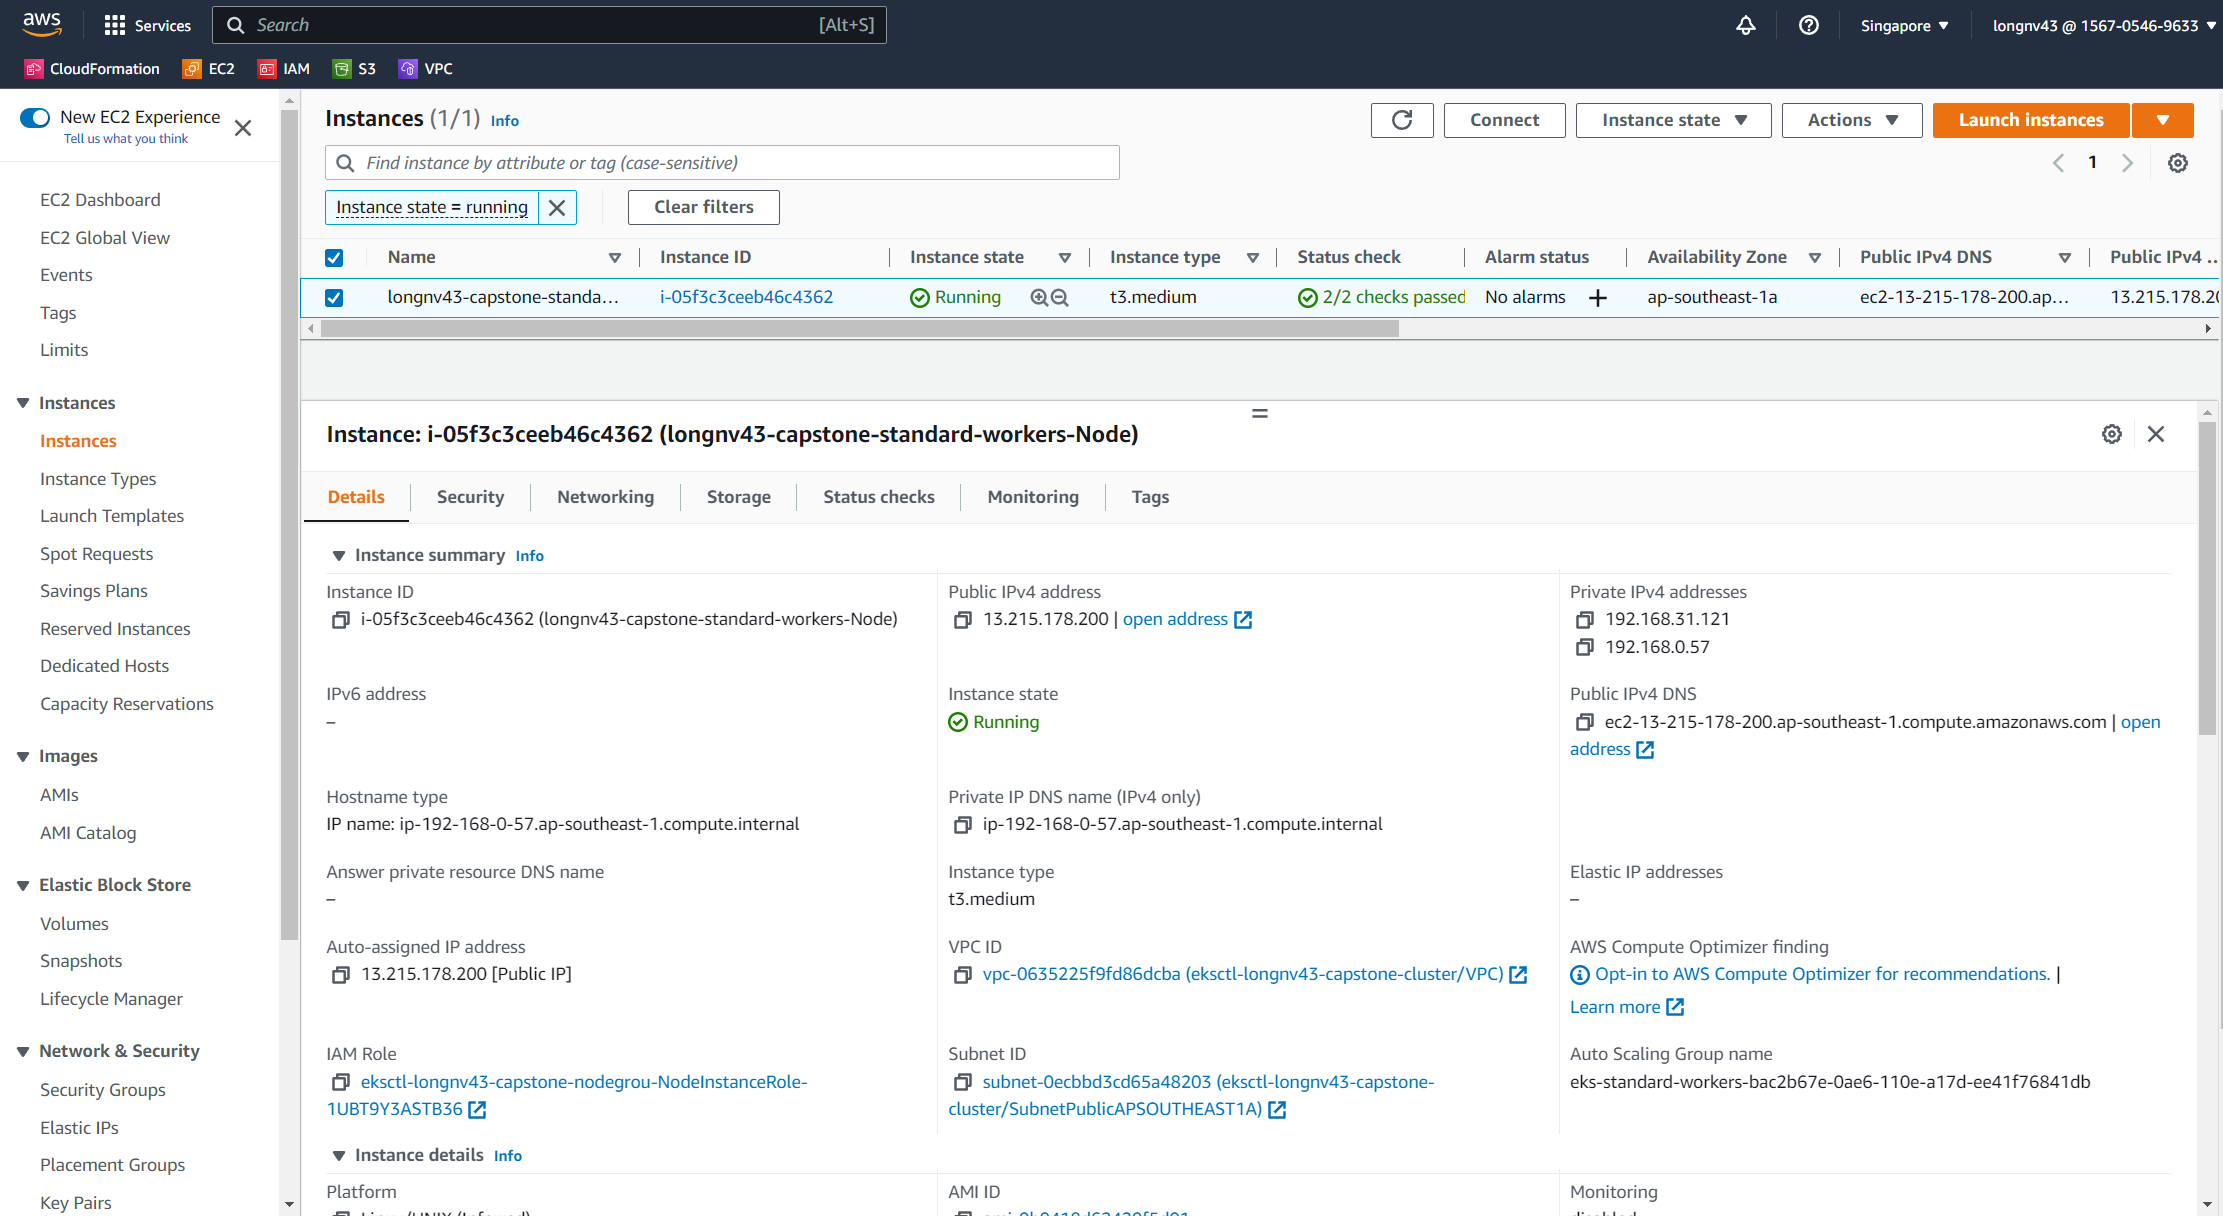 aws
Services
Search
[Alt+S]
Singapore ▼
longnv43 @ 1567-0546-9633 ▼
CloudFormation
EC2
IAM
S3
VPC
New EC2 Experience
Tell us what you think
EC2 Dashboard
EC2 Global View
Events
Tags
Limits
Instances
Instances
Instance Types
Launch Templates
Spot Requests
Savings Plans
Reserved Instances
Dedicated Hosts
Capacity Reservations
Images
AMIs
AMI Catalog
Elastic Block Store
Volumes
Snapshots
Lifecycle Manager
Network & Security
Security Groups
Elastic IPs
Placement Groups
Key Pairs
Instances (1/1) Info
Connect
Instance state
Actions
Launch instances
Find instance by attribute or tag (case-sensitive)
1
Instance state = running
Clear filters
Name
Instance ID
Instance state
Instance type
Status check
Alarm status
Availability Zone
Public IPv4 DNS
Public IPv4 ...
longnv43-capstone-standa...
i-05f3c3ceeb46c4362
Running
t3.medium
2/2 checks passed
No alarms +
ap-southeast-1a
ec2-13-215-178-200.ap...
13.215.178.20
Instance: i-05f3c3ceeb46c4362 (longnv43-capstone-standard-workers-Node)
Details
Security
Networking
Storage
Status checks
Monitoring
Tags
Instance summary Info
Instance ID
i-05f3c3ceeb46c4362 (longnv43-capstone-standard-workers-Node)
Public IPv4 address
13.215.178.200 | open address
Private IPv4 addresses
192.168.31.121
192.168.0.57
IPv6 address
–
Instance state
Running
Public IPv4 DNS
ec2-13-215-178-200.ap-southeast-1.compute.amazonaws.com | open
address
Hostname type
IP name: ip-192-168-0-57.ap-southeast-1.compute.internal
Private IP DNS name (IPv4 only)
ip-192-168-0-57.ap-southeast-1.compute.internal
Answer private resource DNS name
–
Instance type
t3.medium
Elastic IP addresses
–
Auto-assigned IP address
13.215.178.200 [Public IP]
VPC ID
vpc-0635225f9fd86dcba (eksctl-longnv43-capstone-cluster/VPC)
AWS Compute Optimizer finding
Opt-in to AWS Compute Optimizer for recommendations. |
Learn more
IAM Role
eksctl-longnv43-capstone-nodegrou-NodeInstanceRole-
1UBT9Y3ASTB36
Subnet ID
subnet-0ecbbd3cd65a48203 (eksctl-longnv43-capstone-
cluster/SubnetPublicAPSOUTHEAST1A)
Auto Scaling Group name
eks-standard-workers-bac2b67e-0ae6-110e-a17d-ee41f76841db
Instance details Info
Platform
AMI ID
Monitoring